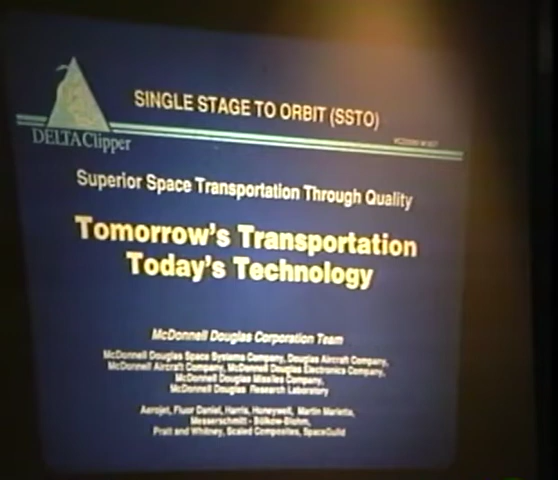 SINGLE STAGE TO ORBIT (SSTO)
DELTA Clipper
Superior Space Transportation Through Quality
Tomorrow's Transportation
Today's Technology
McDonnell Douglas Corporation Team
McDonnell Douglas Space Systems Company, Douglas Aircraft Company,
McDonnell Aircraft Company, McDonnell Douglas Electronics Company,
McDonnell Douglas Missiles Company,
McDonnell Douglas Research Laboratory
Aerojet, Fluor Daniel, Harris, Honeywell, Martin Marietta,
Messerschmitt - Bölkow-Blohm,
Pratt and Whitney, Scaled Composites, SpaceGuild